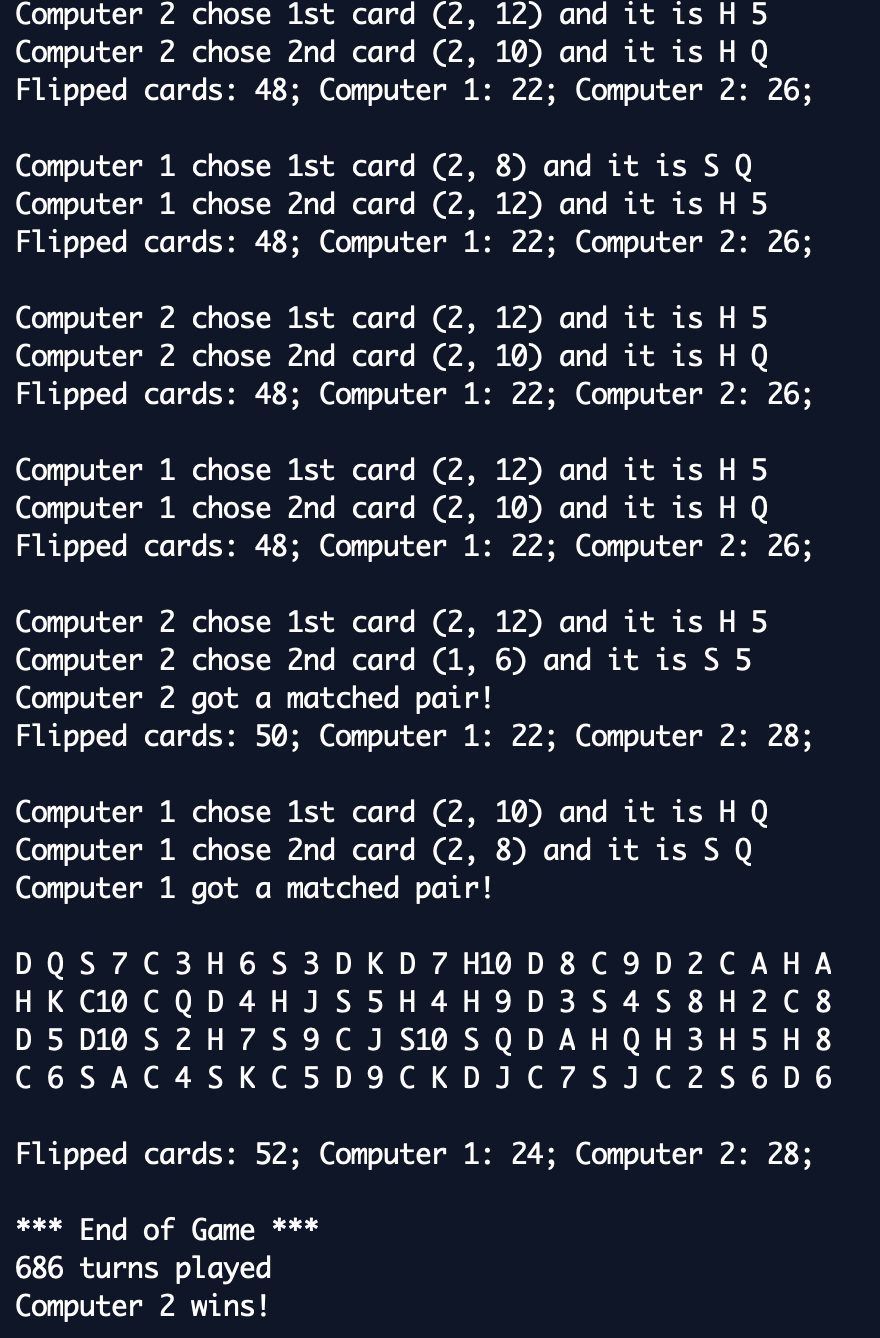 Computer 2 chose 1st card (2, 12) and it is H 5
Computer 2 chose 2nd card (2, 10) and it is H Q
Flipped cards: 48; Computer 1: 22; Computer 2: 26;
Computer 1 chose 1st card (2, 8) and it is S Q
Computer 1 chose 2nd card (2, 12) and it is H 5
Flipped cards: 48; Computer 1: 22; Computer 2: 26;
Computer 2 chose 1st card (2, 12) and it is H 5
Computer 2 chose 2nd card (2, 10) and it is H Q
Flipped cards: 48; Computer 1: 22; Computer 2: 26;
Computer 1 chose 1st card (2, 12) and it is H 5
Computer 1 chose 2nd card (2, 10) and it is H Q
Flipped cards: 48; Computer 1: 22; Computer 2: 26;
Computer 2 chose 1st card (2, 12) and it is H 5
Computer 2 chose 2nd card (1, 6) and it is S 5
Computer 2 got a matched pair!
Flipped cards: 50; Computer 1: 22; Computer 2: 28;
Computer 1 chose 1st card (2, 10) and it is H Q
Computer 1 chose 2nd card (2, 8) and it is S Q
Computer 1 got a matched pair!
D Q S 7 C 3 H 6 S 3 D K D 7 H10 D 8 C 9 D 2 C A H A
H K C10 C Q D 4 H J S 5 H 4 H 9 D 3 S 4 S 8 H 2 C 8
D 5 D10 S 2 H 7 S 9 C J S10 S Q D A H Q H 3 H 5 H 8
C 6 S A C 4 S K C 5 D 9 C K D J C 7 S J C 2 S 6 D 6
Flipped cards: 52; Computer 1: 24; Computer 2: 28;
*** End of Game ***
686 turns played
Computer 2 wins!